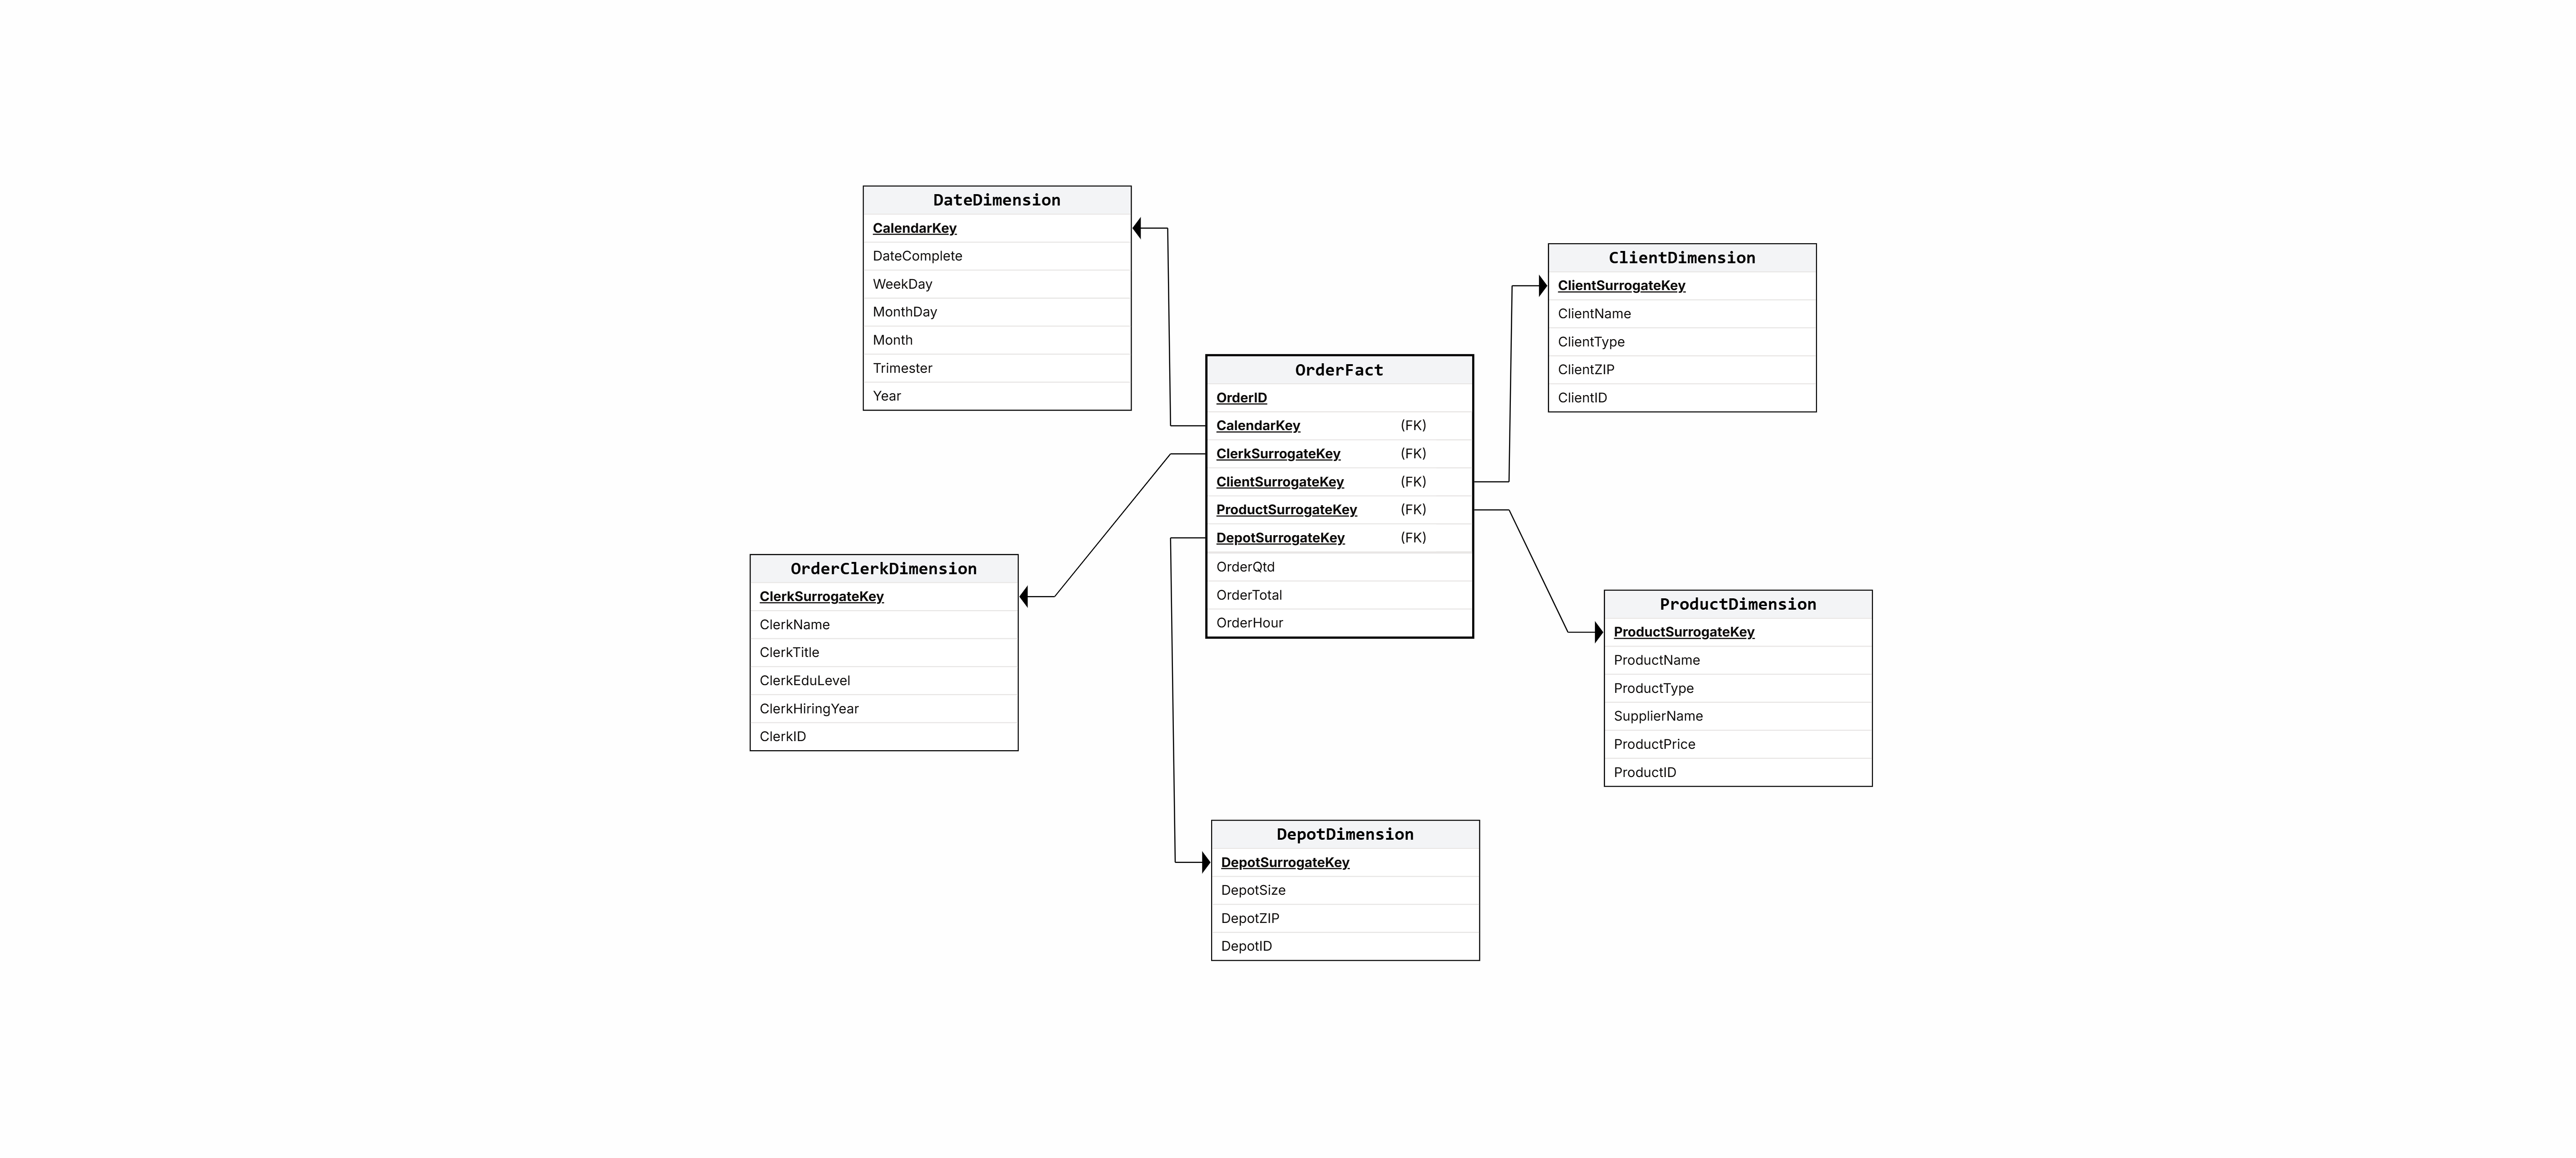 DateDimension
CalendarKey
DateComplete
WeekDay
MonthDay
Month
Trimester
Year
ClientDimension
ClientSurrogateKey
ClientName
ClientType
ClientZIP
ClientID
OrderFact
OrderID
CalendarKey (FK)
ClerkSurrogateKey (FK)
ClientSurrogateKey (FK)
ProductSurrogateKey (FK)
DepotSurrogateKey (FK)
OrderQtd
OrderTotal
OrderHour
OrderClerkDimension
ClerkSurrogateKey
ClerkName
ClerkTitle
ClerkEduLevel
ClerkHiringYear
ClerkID
ProductDimension
ProductSurrogateKey
ProductName
ProductType
SupplierName
ProductPrice
ProductID
DepotDimension
DepotSurrogateKey
DepotSize
DepotZIP
DepotID